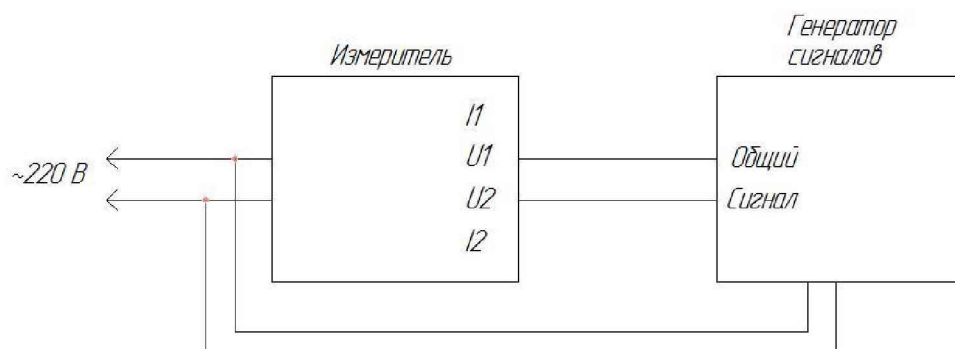 Генератор
сигналов
Измеритель
I1
~220 В
U1
Общий
U2
Сигнал
I2